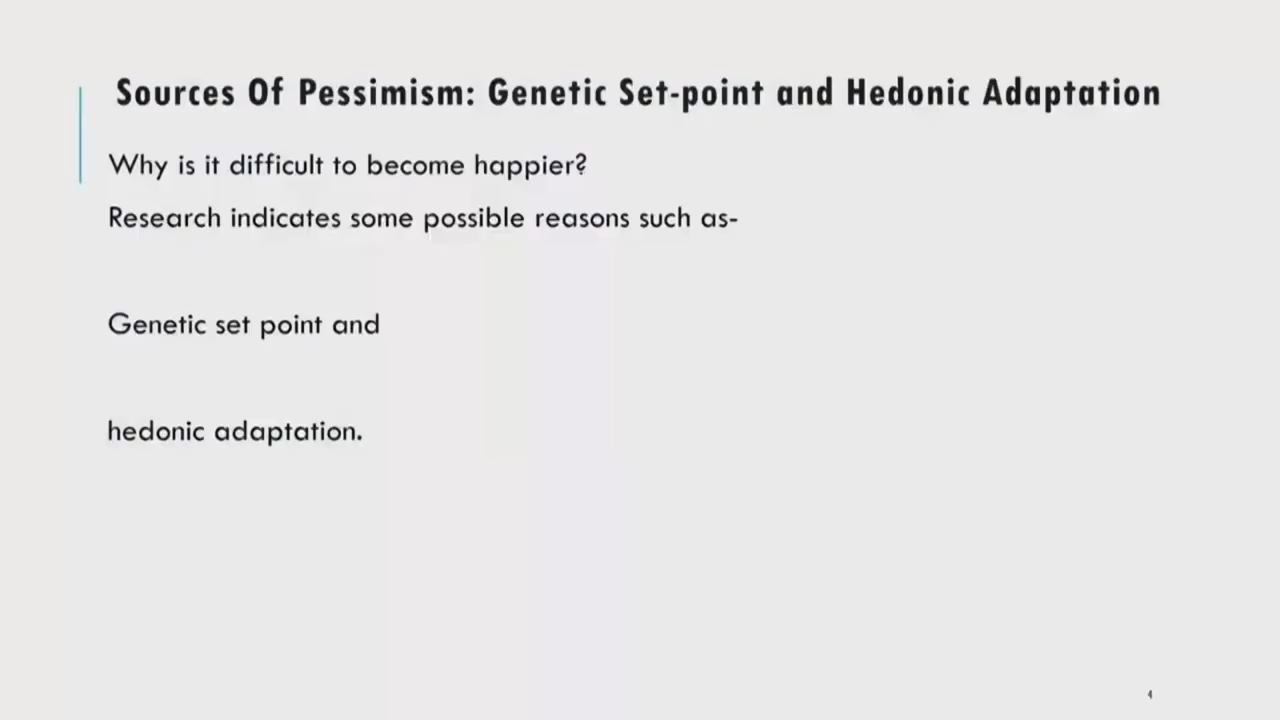 Sources Of Pessimism: Genetic Set-point and Hedonic Adaptation
Why is it difficult to become happier?
Research indicates some possible reasons such as-
Genetic set point and
hedonic adaptation.
4